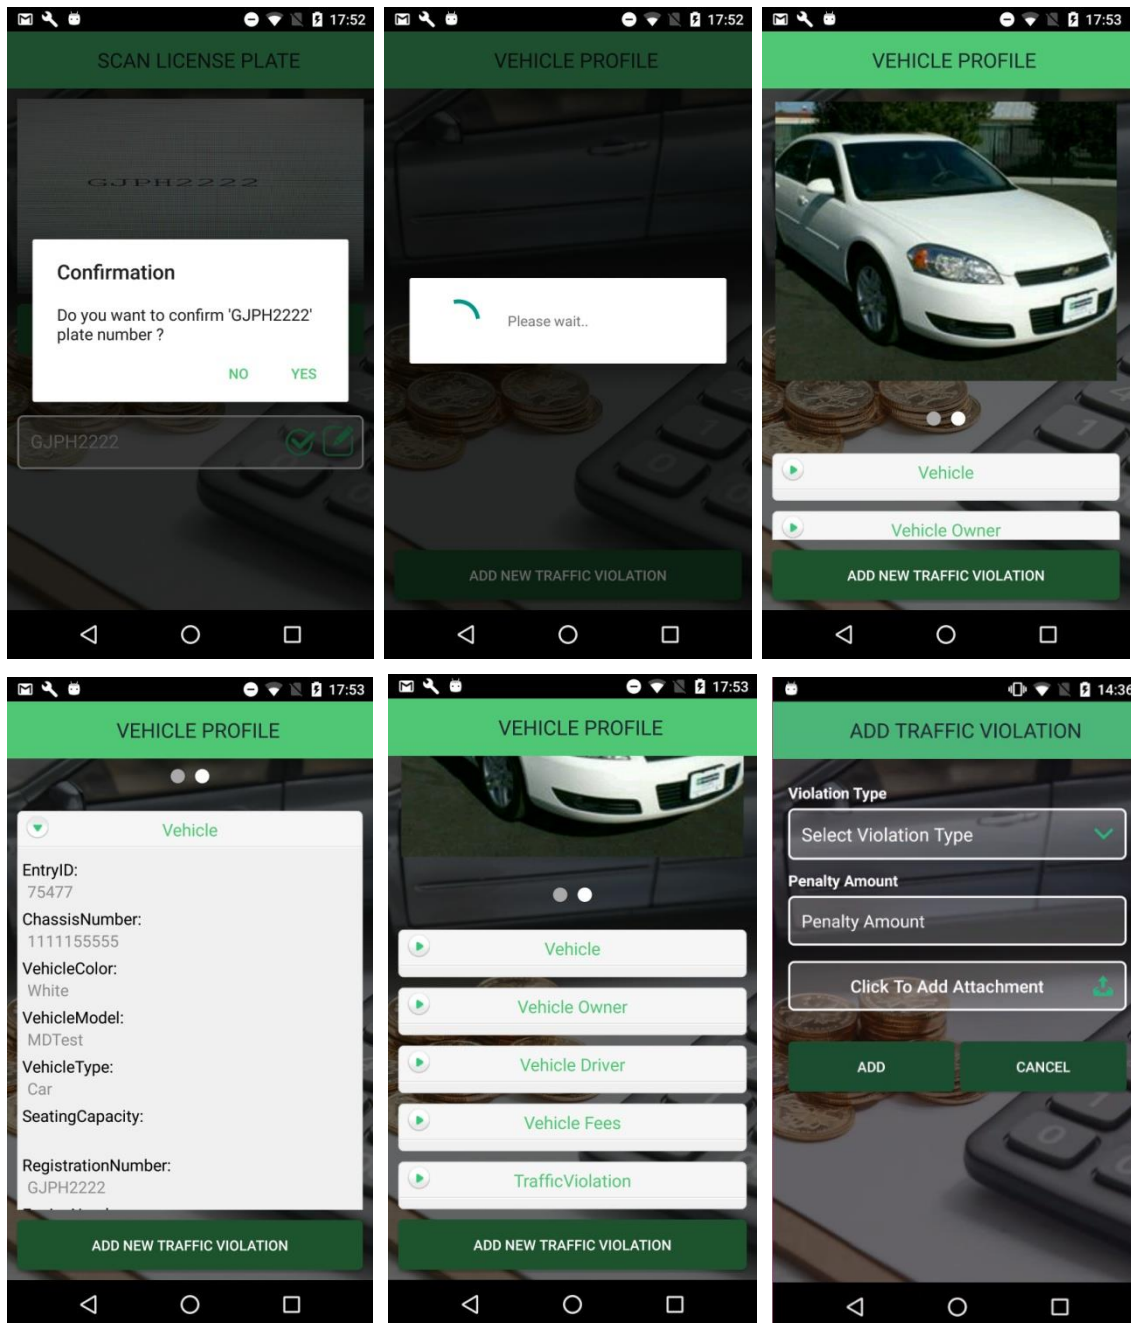 17:52
SCAN LICENSE PLATE
GJPH2222
Confirmation
Do you want to confirm 'GJPH2222'
plate number ?
NO YES
GJPH2222
17:52
VEHICLE PROFILE
Please wait..
ADD NEW TRAFFIC VIOLATION
17:53
VEHICLE PROFILE
Vehicle
Vehicle Owner
ADD NEW TRAFFIC VIOLATION
17:53
VEHICLE PROFILE
Vehicle
EntryID:
75477
ChassisNumber:
1111155555
VehicleColor:
White
VehicleModel:
MDTest
VehicleType:
Car
SeatingCapacity:
RegistrationNumber:
GJPH2222
ADD NEW TRAFFIC VIOLATION
17:53
VEHICLE PROFILE
Vehicle
Vehicle Owner
Vehicle Driver
Vehicle Fees
TrafficViolation
ADD NEW TRAFFIC VIOLATION
14:36
ADD TRAFFIC VIOLATION
Violation Type
Select Violation Type
Penalty Amount
Penalty Amount
Click To Add Attachment
ADD CANCEL